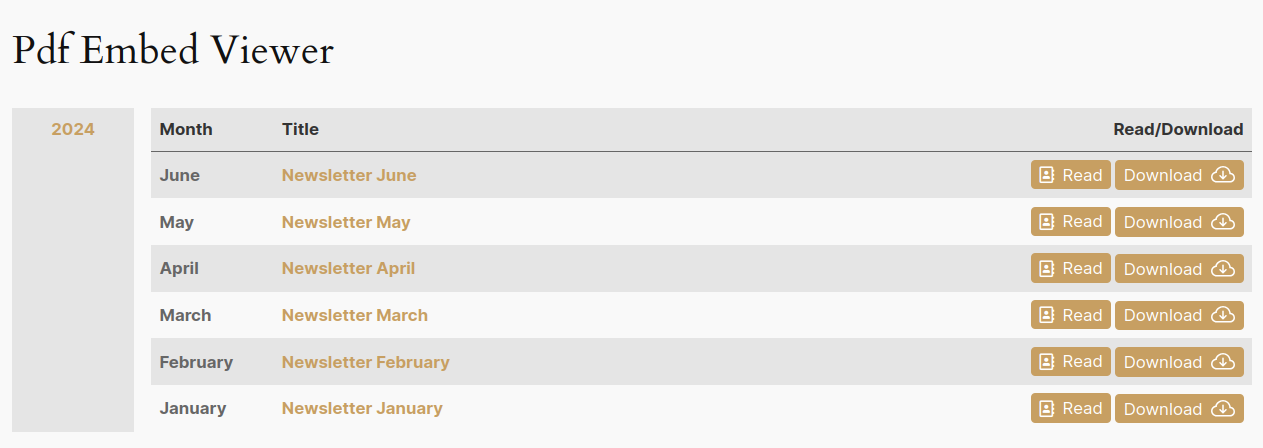 Pdf Embed Viewer
2024
Month Title Read/Download
June Newsletter June Read Download
May Newsletter May Read Download
April Newsletter April Read Download
March Newsletter March Read Download
February Newsletter February Read Download
January Newsletter January Read Download